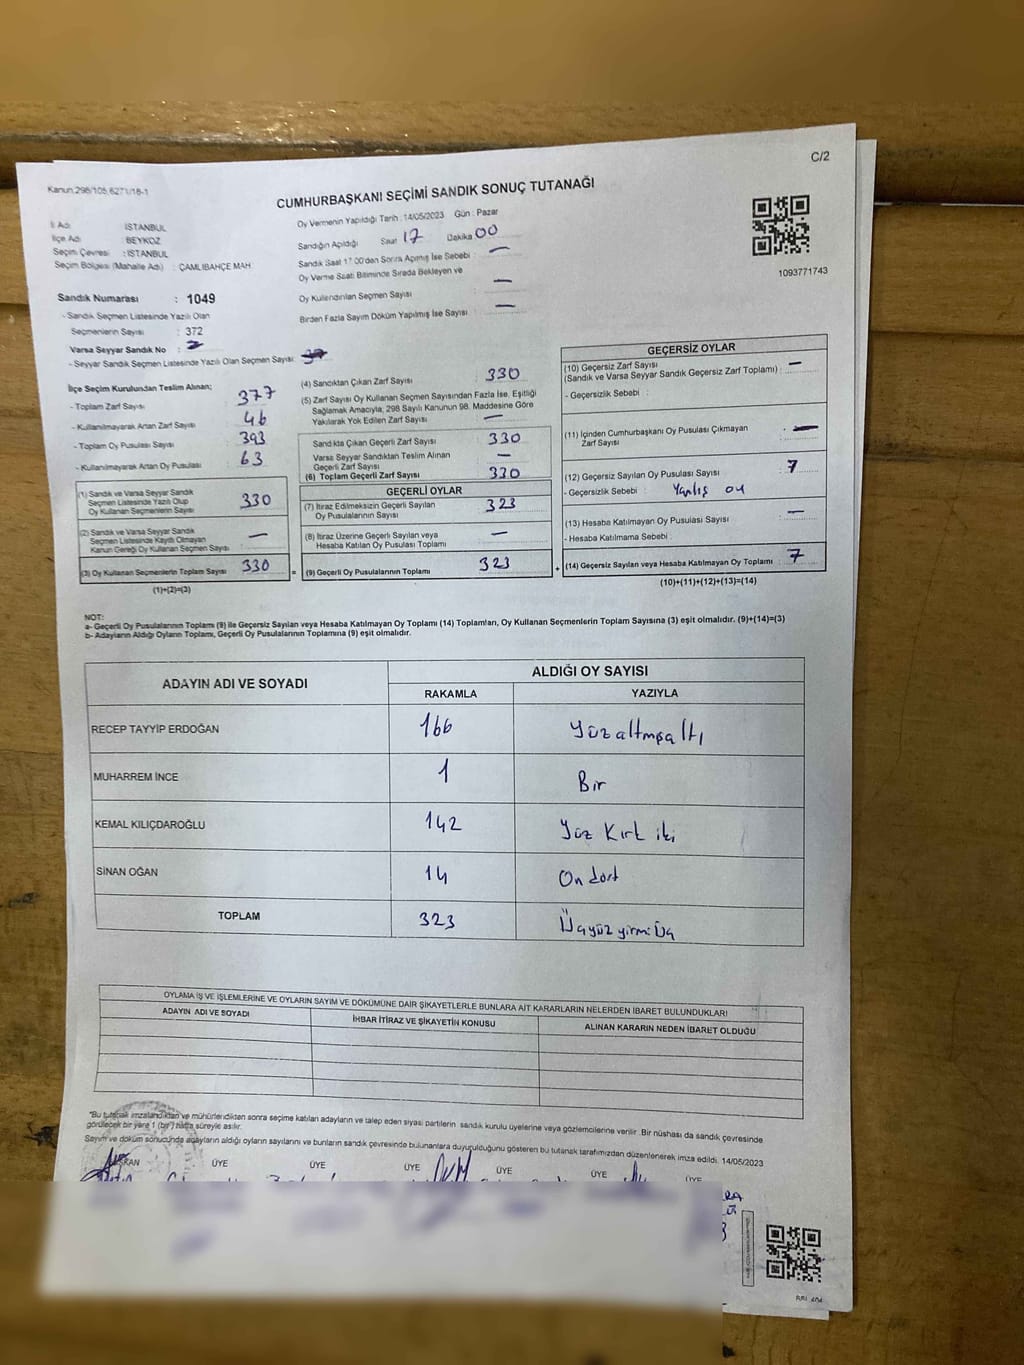 C/2
Kanun.298/105,6271/18-1
CUMHURBAŞKANI SEÇİMİ SANDIK SONUÇ TUTANAĞI
İl Adı : İSTANBUL
İlçe Adı : BEYKOZ
Seçim Çevresi : İSTANBUL
Seçim Bölgesi (Mahalle Adı) : ÇAMLIBAHÇE MAH
Oy Vermenin Yapıldığı Tarih : 14/05/2023 Gün : Pazar
Sandığın Açıldığı Saat 17 Dakika 00
Sandık Saat 17:00'den Sonra Açılmış İse Sebebi : —
Oy Verme Saati Bitiminde Sırada Bekleyen ve
Oy Kullandırılan Seçmen Sayısı —
Birden Fazla Sayım Döküm Yapılmış İse Sayısı —
1093771743
Sandık Numarası : 1049
- Sandık Seçmen Listesinde Yazılı Olan
Seçmenlerin Sayısı : 372
Varsa Seyyar Sandık No :
- Seyyar Sandık Seçmen Listesinde Yazılı Olan Seçmen Sayısı
İlçe Seçim Kurulundan Teslim Alınan;
- Toplam Zarf Sayısı 377
- Kullanılmayarak Artan Zarf Sayısı 46
- Toplam Oy Pusulası Sayısı 393
- Kullanılmayarak Artan Oy Pusulası 63
(1) Sandık ve Varsa Seyyar Sandık
Seçmen Listesinde Yazılı Olup
Oy Kullanan Seçmenlerin Sayısı 330
(2) Sandık ve Varsa Seyyar Sandık
Seçmen Listesinde Kayıtlı Olmayan
Kanun Gereği Oy Kullanan Seçmen Sayısı —
(3) Oy Kullanan Seçmenlerin Toplam Sayısı 330
(1)+(2)=(3)
(4) Sandıktan Çıkan Zarf Sayısı 330
(5) Zarf Sayısı Oy Kullanan Seçmen Sayısından Fazla İse, Eşitliği
Sağlamak Amacıyla, 298 Sayılı Kanunun 98. Maddesine Göre
Yakılarak Yok Edilen Zarf Sayısı —
Sandıkta Çıkan Geçerli Zarf Sayısı 330
Varsa Seyyar Sandıktan Teslim Alınan
Geçerli Zarf Sayısı —
(6) Toplam Geçerli Zarf Sayısı 330
GEÇERLİ OYLAR
(7) İtiraz Edilmeksizin Geçerli Sayılan
Oy Pusulalarının Sayısı 323
(8) İtiraz Üzerine Geçerli Sayılan veya
Hesaba Katılan Oy Pusulası Toplamı —
= (9) Geçerli Oy Pusulalarının Toplamı 323 +
GEÇERSİZ OYLAR
(10) Geçersiz Zarf Sayısı
(Sandık ve Varsa Seyyar Sandık Geçersiz Zarf Toplamı) : —
- Geçersizlik Sebebi :
(11) İçinden Cumhurbaşkanı Oy Pusulası Çıkmayan
Zarf Sayısı —
(12) Geçersiz Sayılan Oy Pusulası Sayısı : 7
- Geçersizlik Sebebi : Yanlış oy
(13) Hesaba Katılmayan Oy Pusulası Sayısı : —
- Hesaba Katılmama Sebebi :
(14) Geçersiz Sayılan veya Hesaba Katılmayan Oy Toplamı : 7
(10)+(11)+(12)+(13)=(14)
NOT:
a- Geçerli Oy Pusulalarının Toplamı (9) ile Geçersiz Sayılan veya Hesaba Katılmayan Oy Toplamı (14) Toplamları, Oy Kullanan Seçmenlerin Toplam Sayısına (3) eşit olmalıdır. (9)+(14)=(3)
b- Adayların Aldığı Oyların Toplamı, Geçerli Oy Pusulalarının Toplamına (9) eşit olmalıdır.
ADAYIN ADI VE SOYADI ALDIĞI OY SAYISI
RAKAMLA YAZIYLA
RECEP TAYYİP ERDOĞAN 166 Yüzaltmışaltı
MUHARREM İNCE 1 Bir
KEMAL KILIÇDAROĞLU 142 Yüz Kırk iki
SİNAN OĞAN 14 On dört
TOPLAM 323 Üçyüz yirmi Üç
OYLAMA İŞ VE İŞLEMLERİNE VE OYLARIN SAYIM VE DÖKÜMÜNE DAİR ŞİKAYETLERLE BUNLARA AİT KARARLARIN NELERDEN İBARET BULUNDUKLARI
ADAYIN ADI VE SOYADI İHBAR İTİRAZ VE ŞİKAYETİN KONUSU ALINAN KARARIN NEDEN İBARET OLDUĞU
*Bu tutanak imzalandıktan ve mühürlendikten sonra seçime katılan adayların ve talep eden siyasi partilerin sandık kurulu üyelerine veya gözlemcilerine verilir. Bir nüshası da sandık çevresinde
görülecek bir yere 1 (bir) hafta süreyle asılır.
Sayım ve döküm sonucunda adayların aldığı oyların sayılarını ve bunların sandık çevresinde bulunanlara duyurulduğunu gösteren bu tutanak tarafımızdan düzenlenerek imza edildi. 14/05/2023
BAŞKAN ÜYE ÜYE ÜYE ÜYE ÜYE ÜYE